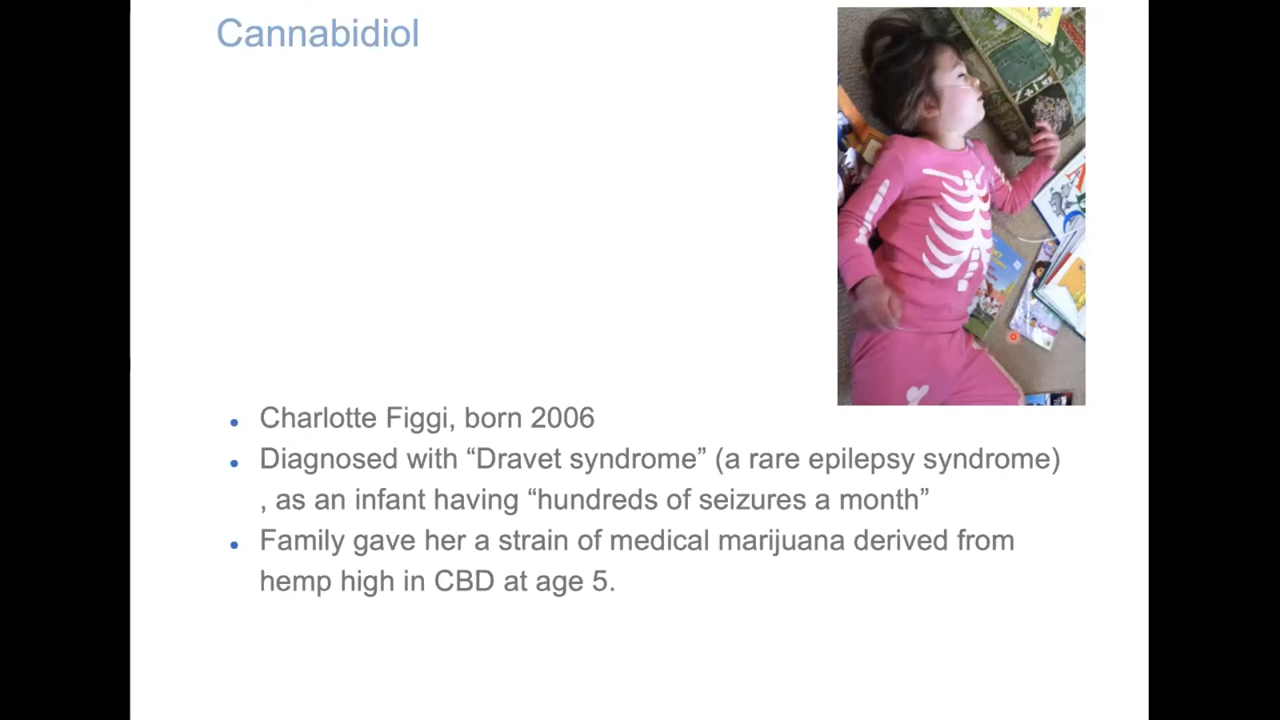 Cannabidiol
Charlotte Figgi, born 2006
Diagnosed with “Dravet syndrome” (a rare epilepsy syndrome)
, as an infant having “hundreds of seizures a month”
Family gave her a strain of medical marijuana derived from
hemp high in CBD at age 5.